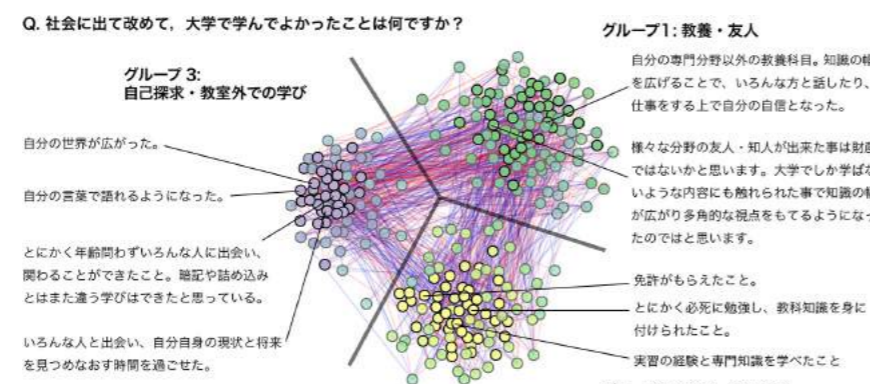 Q. 社会に出て改めて，大学で学んでよかったことは何ですか？
グループ 3:
自己探求・教室外での学び
自分の世界が広がった。
自分の言葉で語れるようになった。
とにかく年齢問わずいろんな人に出会い、
関わることができたこと。暗記や詰め込み
とはまた違う学びはできたと思っている。
いろんな人と出会い、自分自身の現状と将来
を見つめなおす時間を過ごせた。
グループ1: 教養・友人
自分の専門分野以外の教養科目。知識の幅
を広げることで、いろんな方と話したり、
仕事をする上で自分の自信となった。
様々な分野の友人・知人が出来た事は財産
ではないかと思います。大学でしか学ばな
いような内容にも触れられた事で知識の幅
が広がり多角的な視点をもてるようになっ
たのではと思います。
免許がもらえたこと。
とにかく必死に勉強し、教科知識を身に
付けられたこと。
実習の経験と専門知識を学べたこと